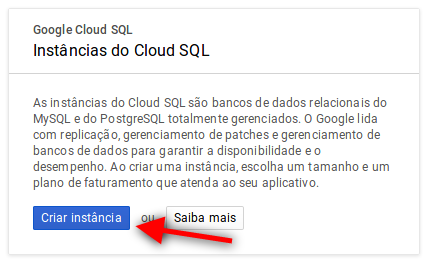 Google Cloud SQL
Instâncias do Cloud SQL
As instâncias do Cloud SQL são bancos de dados relacionais do
MySQL e do PostgreSQL totalmente gerenciados. O Google lida
com replicação, gerenciamento de patches e gerenciamento de
bancos de dados para garantir a disponibilidade e o
desempenho. Ao criar uma instância, escolha um tamanho e um
plano de faturamento que atenda ao seu aplicativo.
Criar instância ou Saiba mais